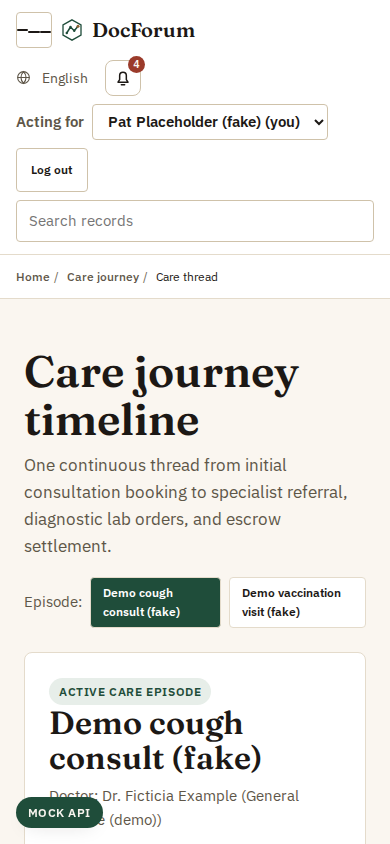 DocForum
English
4
Acting for
Pat Placeholder (fake) (you)
Log out
Search records
Home / Care journey / Care thread
Care journey
timeline
One continuous thread from initial
consultation booking to specialist referral,
diagnostic lab orders, and escrow
settlement.
Episode:
Demo cough
consult (fake)
Demo vaccination
visit (fake)
ACTIVE CARE EPISODE
Demo cough
consult (fake)
Doctor: Dr. Ficticia Example (General
(demo))
MOCK API